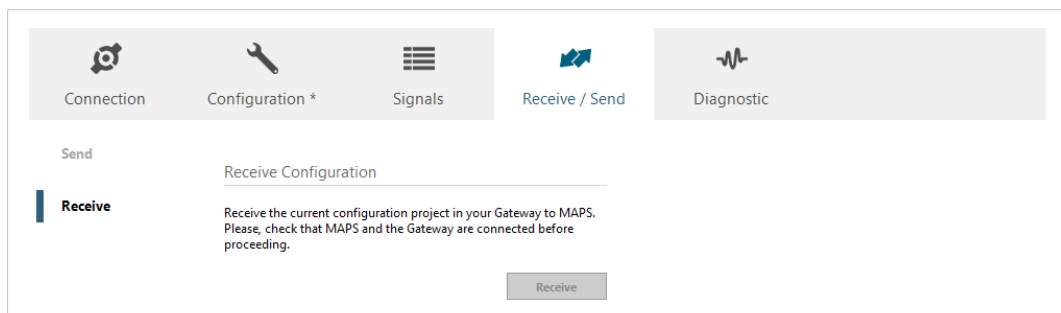 Connection
Configuration *
Signals
Receive / Send
Diagnostic
Send
Receive
Receive Configuration
Receive the current configuration project in your Gateway to MAPS.
Please, check that MAPS and the Gateway are connected before
proceeding.
Receive